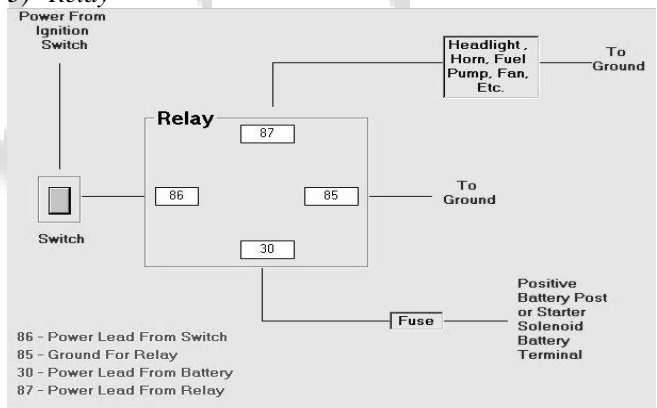 Power From
Ignition
Switch
Headlight ,
Horn, Fuel
Pump, Fan,
Etc.
To
Ground
Relay
87
86
85
To
Ground
Switch
30
Fuse
Positive
Battery Post
or Starter
Solenoid
Battery
Terminal
86 - Power Lead From Switch
85 - Ground For Relay
30 - Power Lead From Battery
87 - Power Lead From Relay